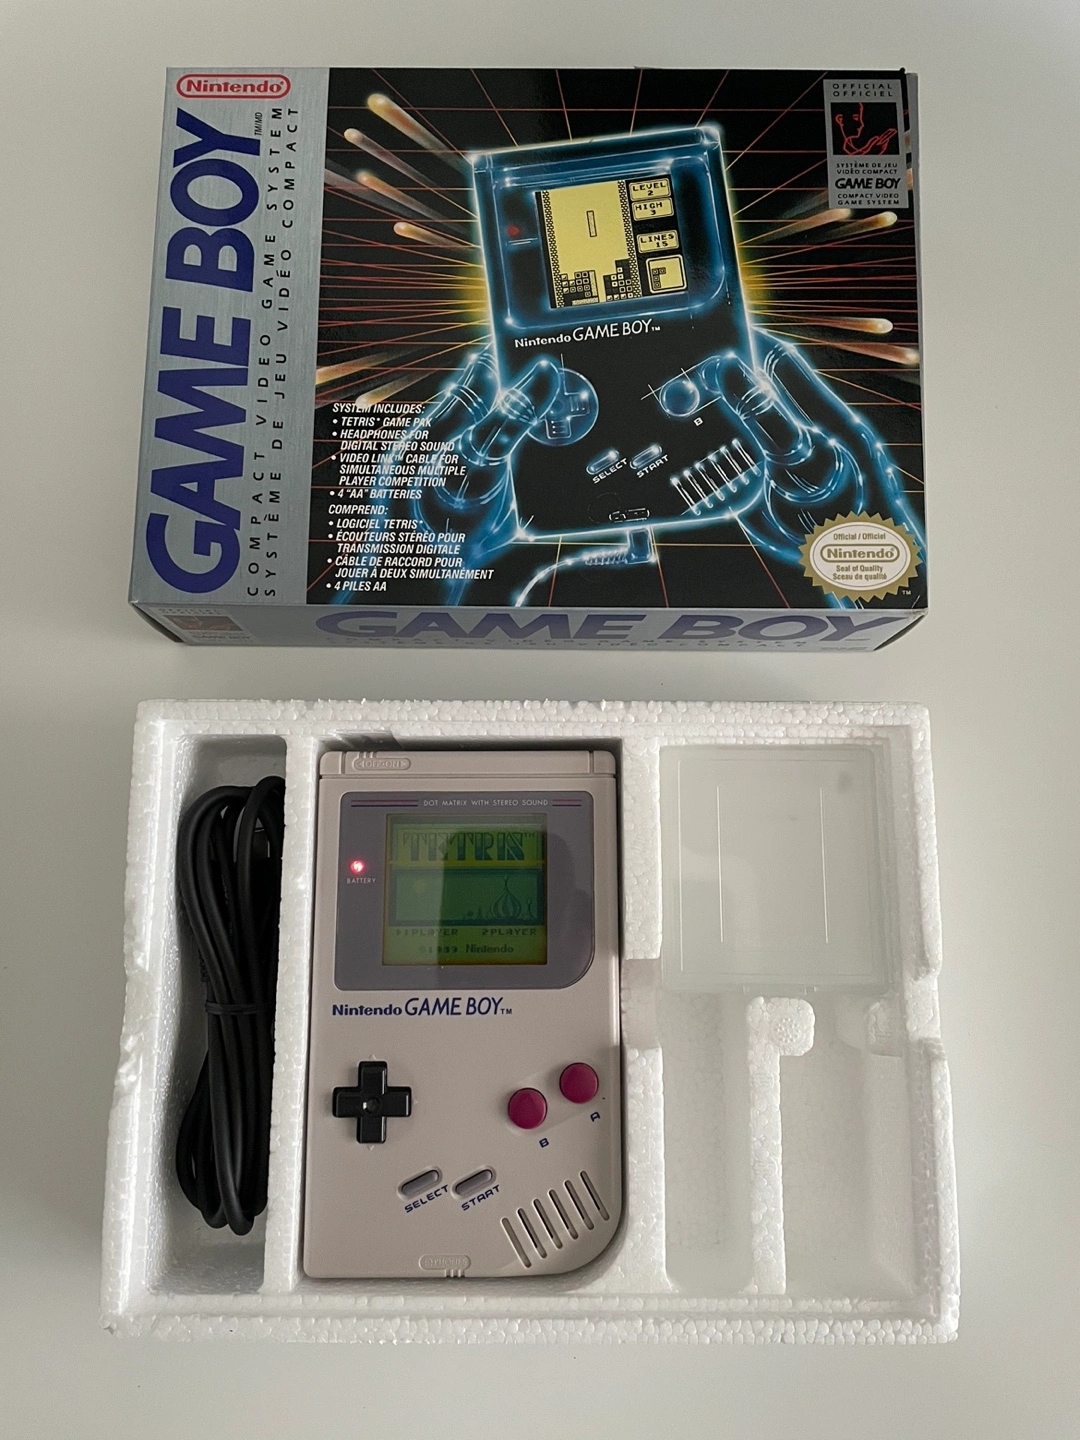 Nintendo
GAME BOY
TM/MD
COMPACT VIDEO GAME SYSTEM
SYSTÈME DE JEU VIDÉO COMPACT
OFFICIAL
OFFICIEL
SYSTÈME DE JEU
VIDÉO COMPACT
GAME BOY
COMPACT VIDEO
GAME SYSTEM
LEVEL
2
HIGH
3
LINES
15
Nintendo GAME BOY™
B
SELECT START
SYSTEM INCLUDES:
• TETRIS* GAME PAK
• HEADPHONES FOR
DIGITAL STEREO SOUND
• VIDEO LINK™ CABLE FOR
SIMULTANEOUS MULTIPLE
PLAYER COMPETITION
• 4 "AA" BATTERIES
COMPREND:
• LOGICIEL TETRIS*
• ÉCOUTEURS STÉRÉO POUR
TRANSMISSION DIGITALE
• CÂBLE DE RACCORD POUR
JOUER À DEUX SIMULTANÉMENT
• 4 PILES AA
Official / Officiel
Nintendo
Seal of Quality
Sceau de qualité
TM
GAME BOY
DOT MATRIX WITH STEREO SOUND
TETRIS
BATTERY
1PLAYER 2PLAYER
©1989 Nintendo
Nintendo GAME BOY™
B A
SELECT START